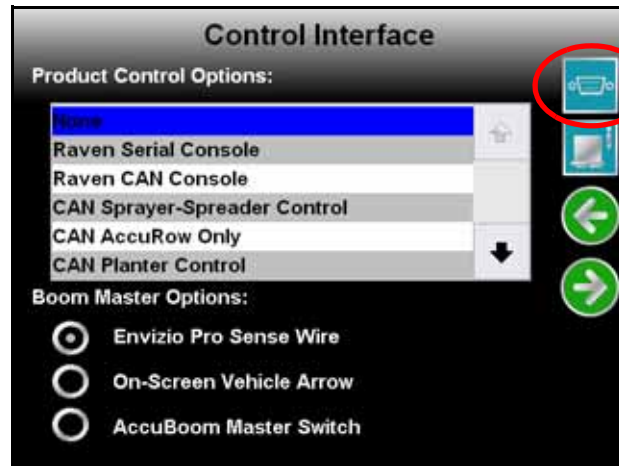 Control Interface
Product Control Options:
None
Raven Serial Console
Raven CAN Console
CAN Sprayer-Spreader Control
CAN AccuRow Only
CAN Planter Control
Boom Master Options:
Envizio Pro Sense Wire
On-Screen Vehicle Arrow
AccuBoom Master Switch